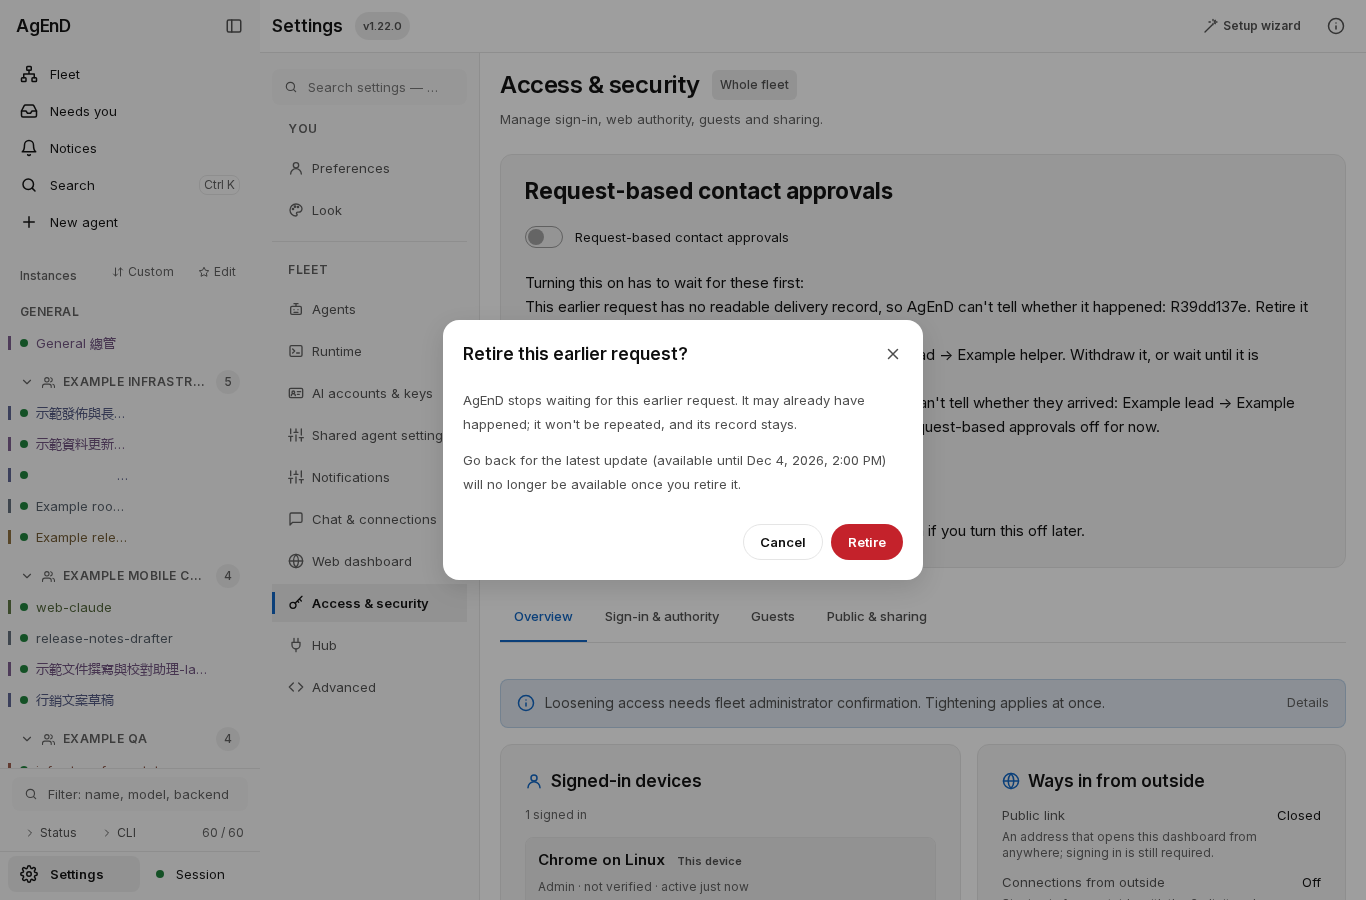 AgEnD
Fleet
Needs you
Notices
Search
Ctrl K
New agent
Instances
Custom
Edit
GENERAL
General 總管
EXAMPLE INFRASTR…
5
示範發佈與長…
示範資料更新…
…
Example roo…
Example rele…
EXAMPLE MOBILE C…
4
web-claude
release-notes-drafter
示範文件撰寫與校對助理-la…
行銷文案草稿
EXAMPLE QA
4
Filter: name, model, backend
Status
CLI
60 / 60
Settings
Session
Settings
v1.22.0
Setup wizard
Search settings — …
YOU
Preferences
Look
FLEET
Agents
Runtime
AI accounts & keys
Shared agent setting
Notifications
Chat & connections
Web dashboard
Access & security
Hub
Advanced
Access & security
Whole fleet
Manage sign-in, web authority, guests and sharing.
Request-based contact approvals
Request-based contact approvals
Turning this on has to wait for these first:
This earlier request has no readable delivery record, so AgEnD can't tell whether it happened: R39dd137e. Retire it
→ Example helper. Withdraw it, or wait until it is
can't tell whether they arrived: Example lead → Example
approvals off for now.
if you turn this off later.
Retire this earlier request?
AgEnD stops waiting for this earlier request. It may already have
happened; it won't be repeated, and its record stays.
Go back for the latest update (available until Dec 4, 2026, 2:00 PM)
will no longer be available once you retire it.
Cancel
Retire
Overview
Sign-in & authority
Guests
Public & sharing
Loosening access needs fleet administrator confirmation. Tightening applies at once.
Details
Signed-in devices
1 signed in
Chrome on Linux
This device
Admin · not verified · active just now
Ways in from outside
Public link
Closed
An address that opens this dashboard from
anywhere; signing in is still required.
Connections from outside
Off